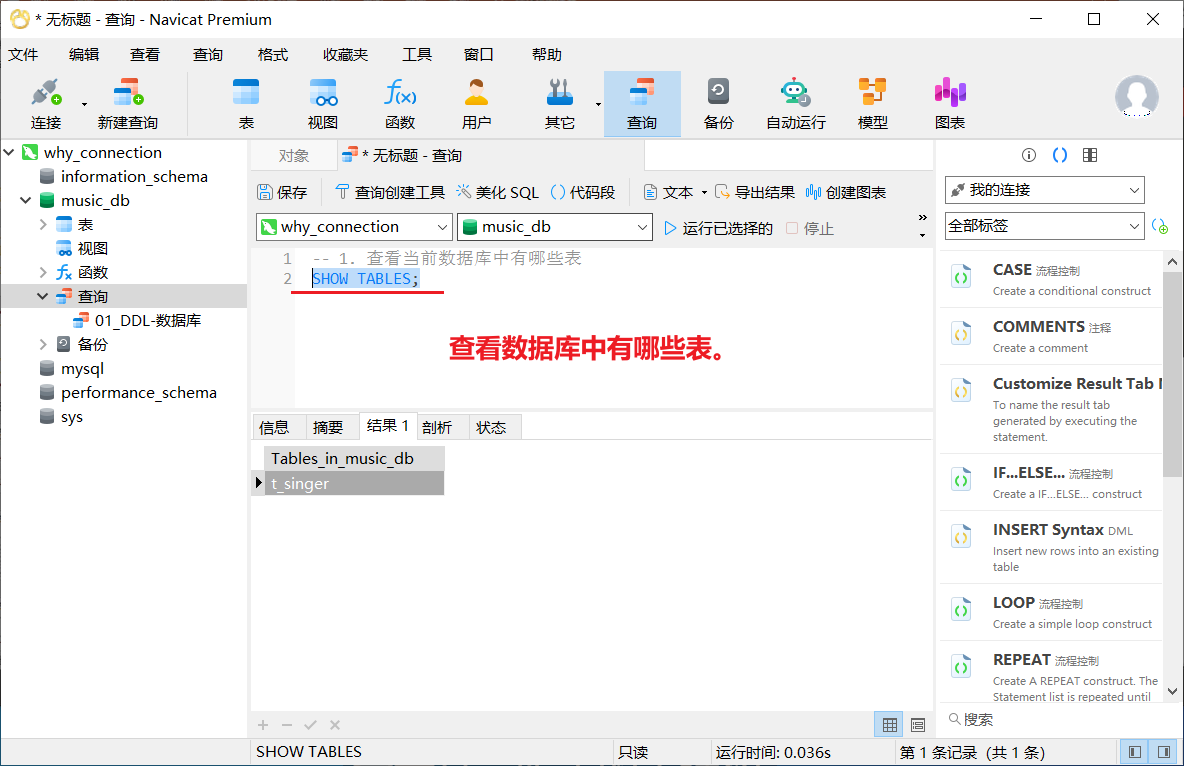 * 无标题 - 查询 - Navicat Premium
文件 编辑 查看 查询 格式 收藏夹 工具 窗口 帮助
连接 新建查询 表 视图 函数 用户 其它 查询 备份 自动运行 模型 图表
why_connection
information_schema
music_db
表
视图
函数
查询
01_DDL-数据库
备份
mysql
performance_schema
sys
对象 * 无标题 - 查询
保存 查询创建工具 美化 SQL 代码段 文本 导出结果 创建图表
why_connection music_db 运行已选择的 停止
1 -- 1. 查看当前数据库中有哪些表
2 SHOW TABLES;
查看数据库中有哪些表。
信息 摘要 结果 1 剖析 状态
Tables_in_music_db
t_singer
我的连接
全部标签
CASE 流程控制
Create a conditional construct
COMMENTS 注释
Create a comment
Customize Result Tab N
To name the result tab
generated by executing the
statement.
IF...ELSE... 流程控制
Create a IF...ELSE... construct
INSERT Syntax DML
Insert new rows into an existing
table
LOOP 流程控制
Create a simple loop construct
REPEAT 流程控制
Create A REPEAT construct. The
Statement list is repeated until
搜索
SHOW TABLES 只读 运行时间: 0.036s 第 1 条记录 (共 1 条)